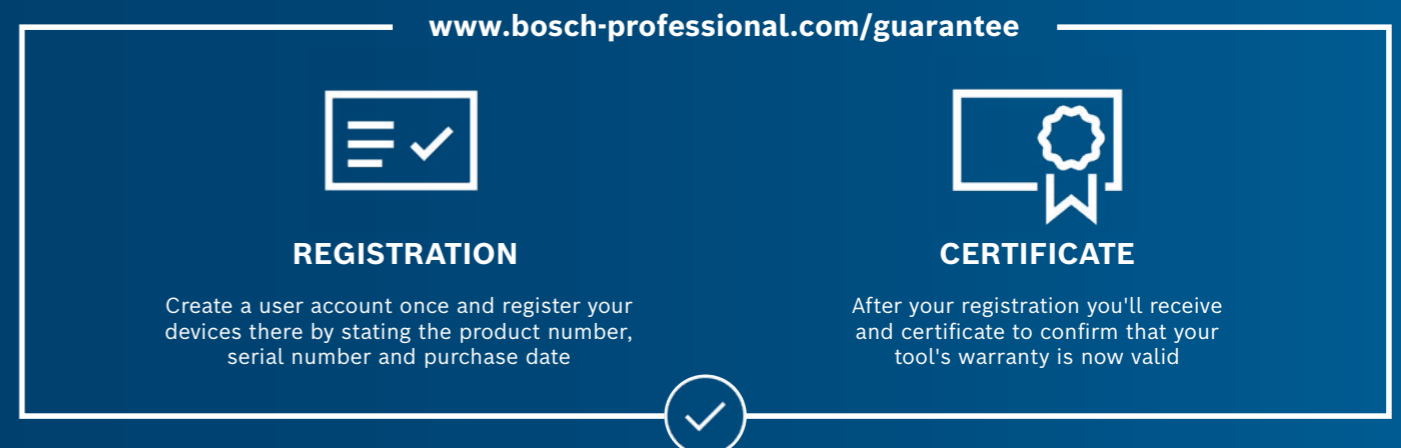 www.bosch-professional.com/guarantee
REGISTRATION
Create a user account once and register your
devices there by stating the product number,
serial number and purchase date
CERTIFICATE
After your registration you'll receive
and certificate to confirm that your
tool's warranty is now valid